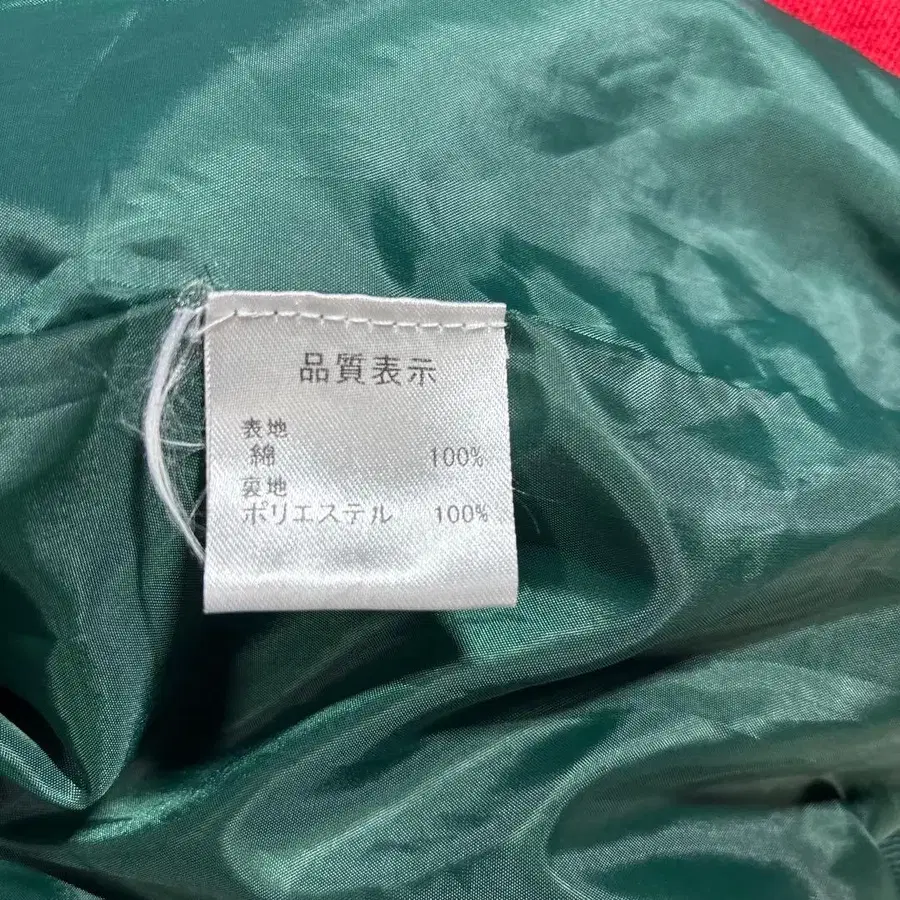 品質表示
表地
綿 100%
裏地
ポリエステル 100%